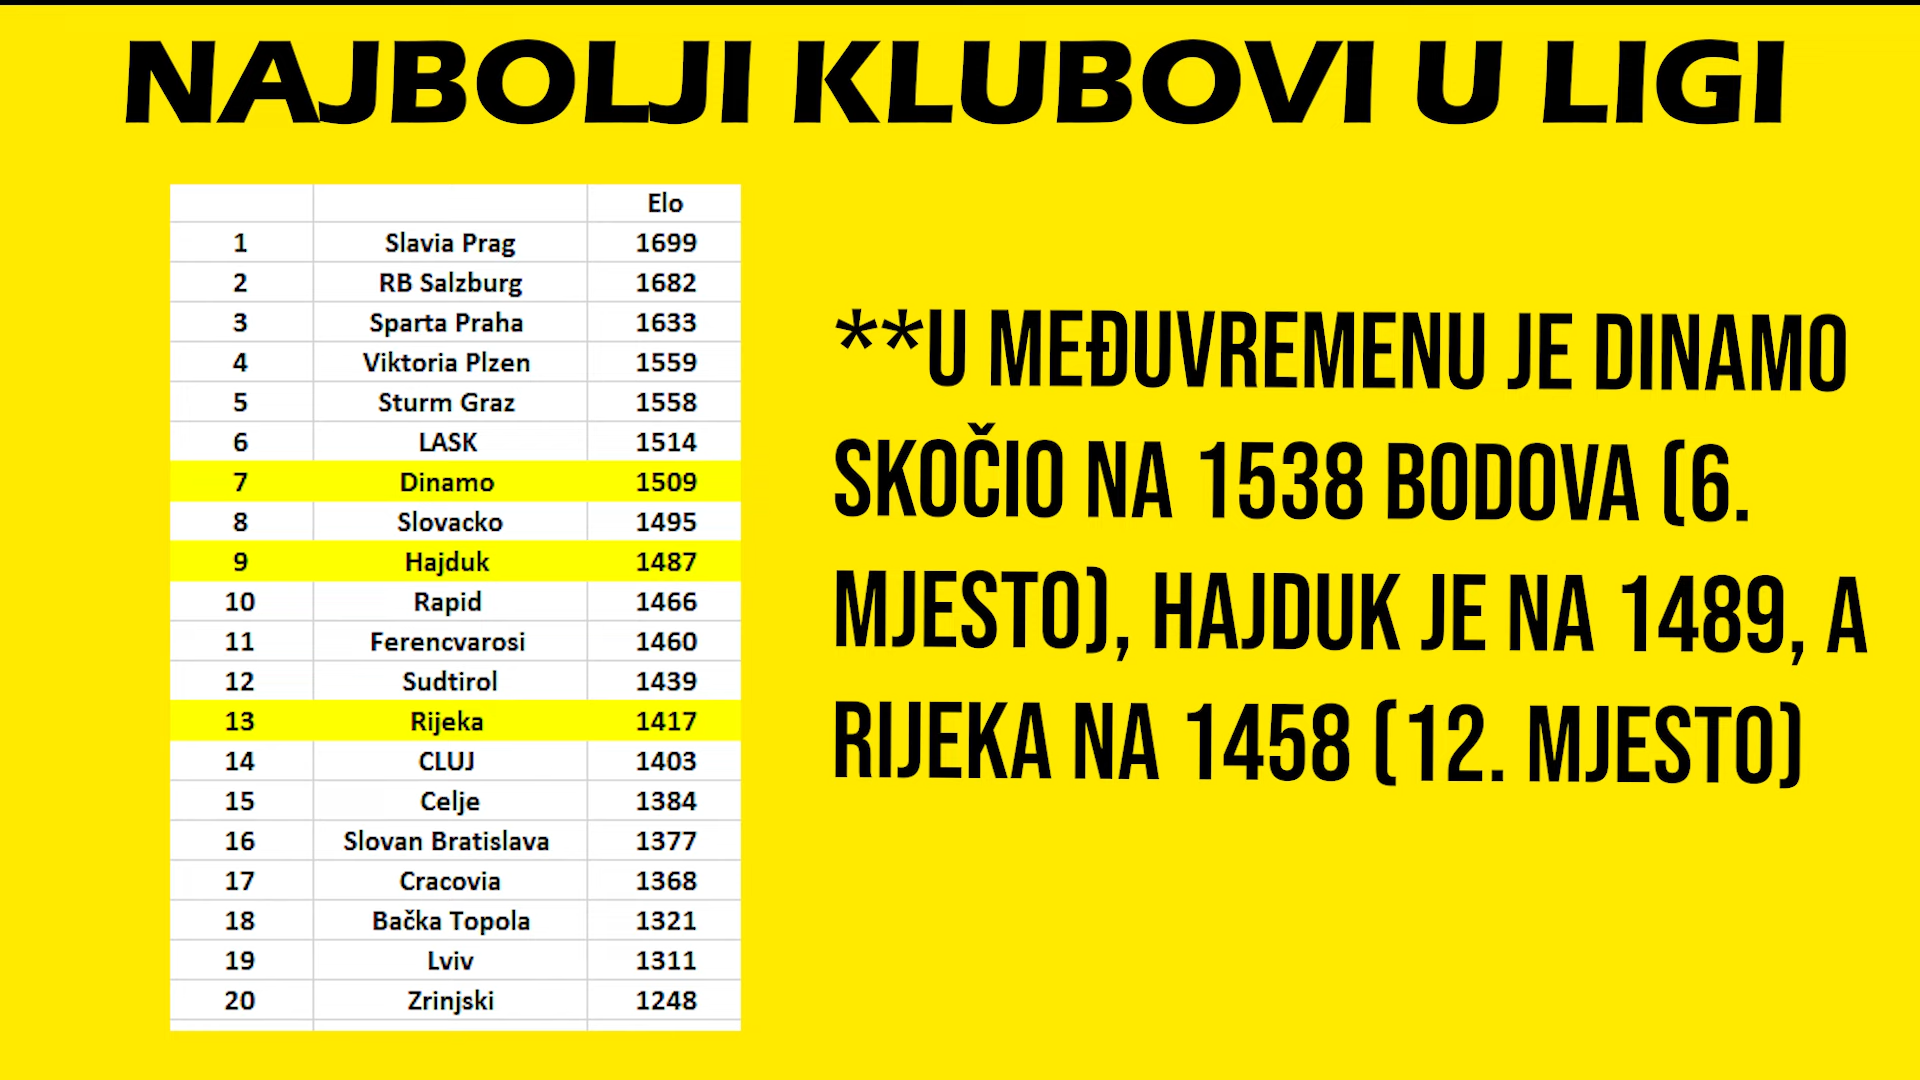 NAJBOLJI KLUBOVI U LIGI
Elo
1 Slavia Prag 1699
2 RB Salzburg 1682
3 Sparta Praha 1633
4 Viktoria Plzen 1559
5 Sturm Graz 1558
6 LASK 1514
7 Dinamo 1509
8 Slovacko 1495
9 Hajduk 1487
10 Rapid 1466
11 Ferencvarosi 1460
12 Sudtirol 1439
13 Rijeka 1417
14 CLUJ 1403
15 Celje 1384
16 Slovan Bratislava 1377
17 Cracovia 1368
18 Bačka Topola 1321
19 Lviv 1311
20 Zrinjski 1248
**U MEĐUVREMENU JE DINAMO
SKOČIO NA 1538 BODOVA (6.
MJESTO), HAJDUK JE NA 1489, A
RIJEKA NA 1458 (12. MJESTO)